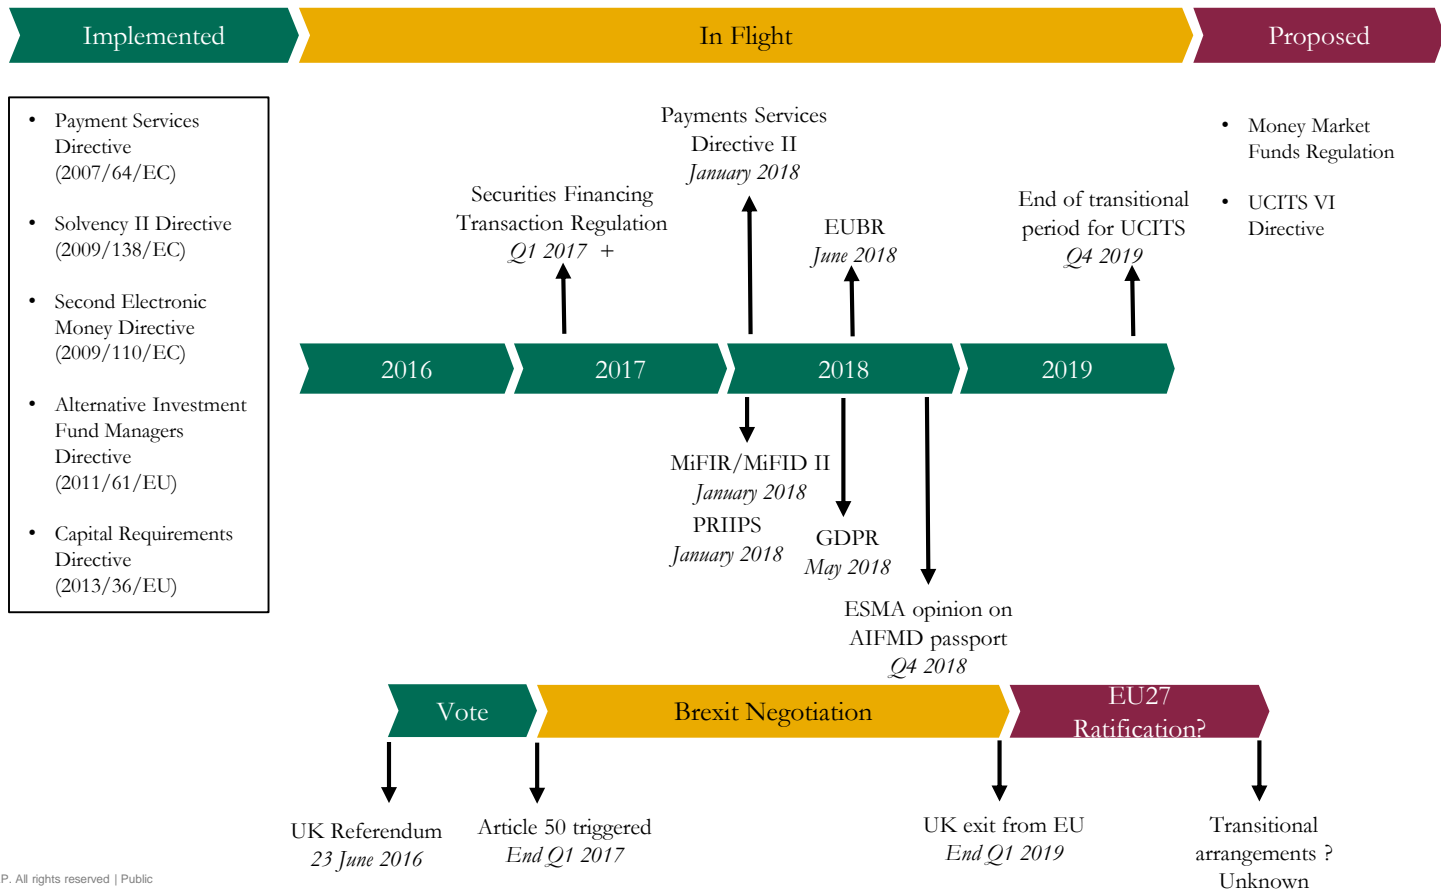 Implemented
In Flight
Proposed
• Payment Services
Directive
(2007/64/EC)
• Solvency II Directive
(2009/138/EC)
• Second Electronic
Money Directive
(2009/110/EC)
• Alternative Investment
Fund Managers
Directive
(2011/61/EU)
• Capital Requirements
Directive
(2013/36/EU)
Securities Financing
Transaction Regulation
Q1 2017 +
Payments Services
Directive II
January 2018
EUBR
June 2018
End of transitional
period for UCITS
Q4 2019
• Money Market
Funds Regulation
• UCITS VI
Directive
2016
2017
2018
2019
MiFIR/MiFID II
January 2018
PRIIPS
January 2018
GDPR
May 2018
ESMA opinion on
AIFMD passport
Q4 2018
Vote
Brexit Negotiation
EU27
Ratification?
UK Referendum
23 June 2016
Article 50 triggered
End Q1 2017
UK exit from EU
End Q1 2019
Transitional
arrangements ?
Unknown
P. All rights reserved | Public